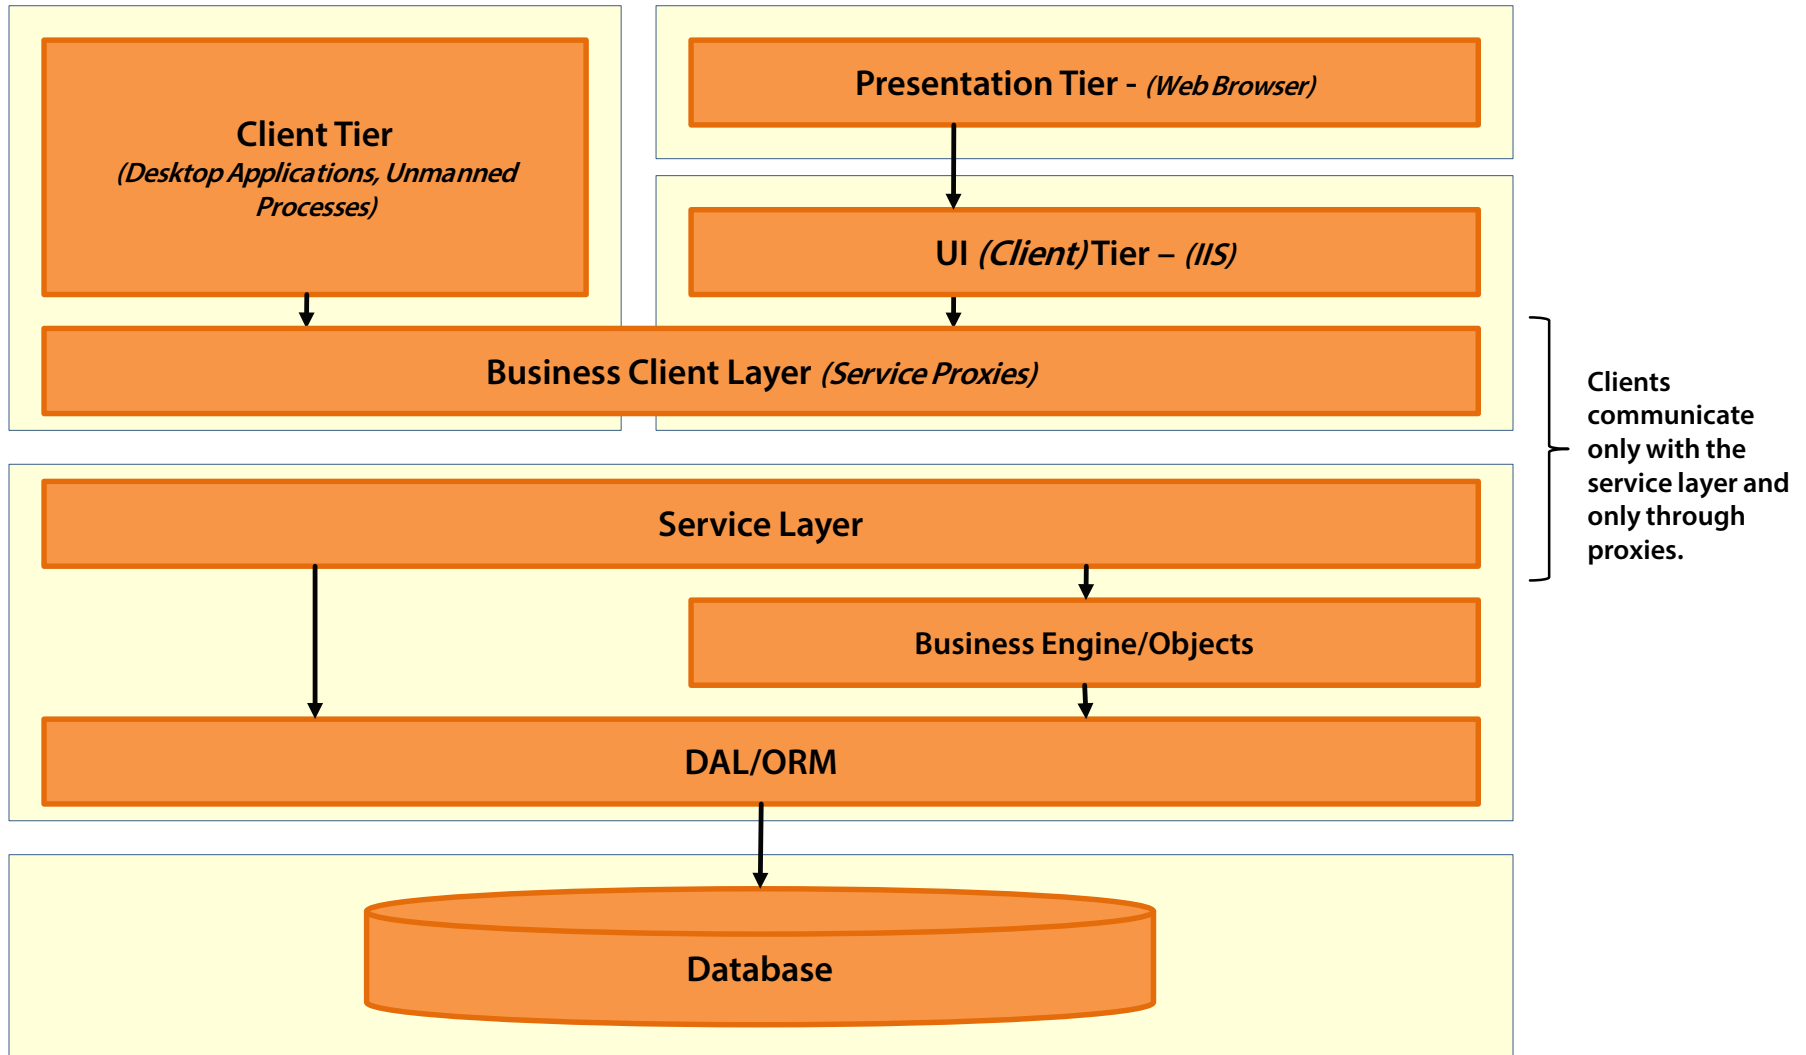 Client Tier
(Desktop Applications, Unmanned
Processes)
Presentation Tier - (Web Browser)
UI (Client) Tier – (IIS)
Business Client Layer (Service Proxies)
Clients
communicate
only with the
service layer and
only through
proxies.
Service Layer
Business Engine/Objects
DAL/ORM
Database